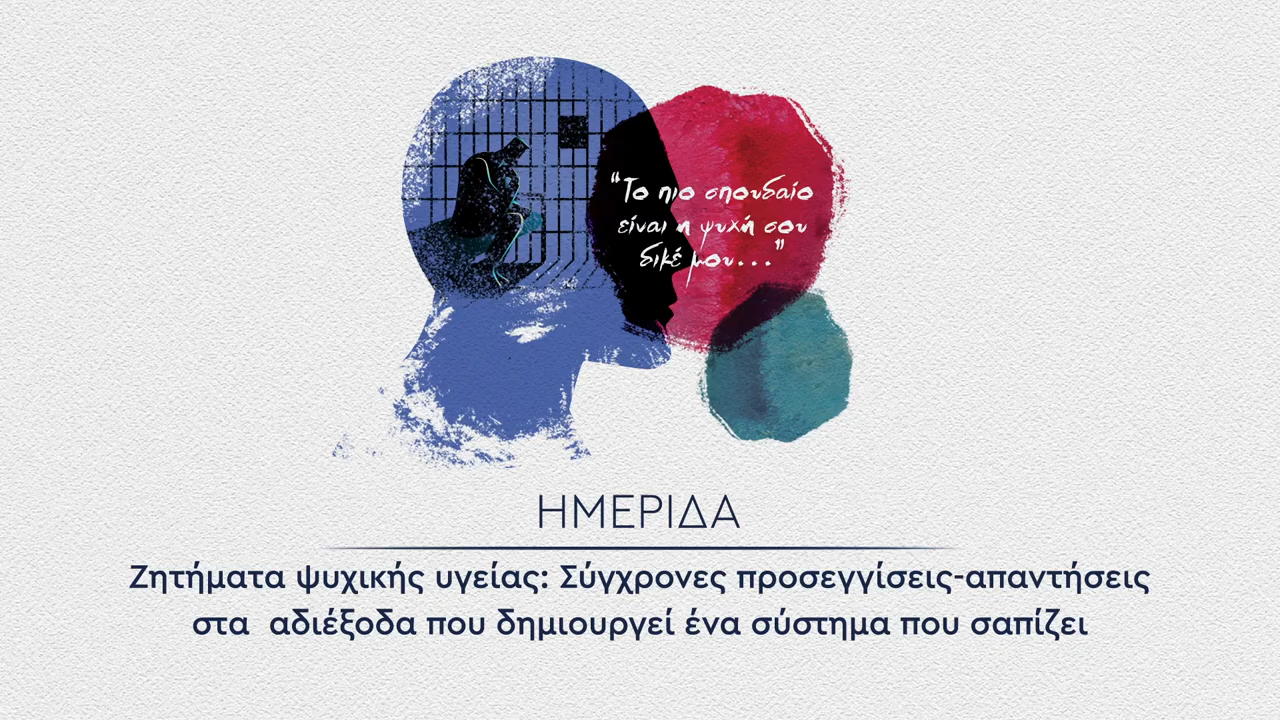 “Το πιο σπουδαίο
είναι η ψυχή σου
δικέ μου...”
ΗΜΕΡΙΔΑ
Ζητήματα ψυχικής υγείας: Σύγχρονες προσεγγίσεις-απαντήσεις
στα  αδιέξοδα που δημιουργεί ένα σύστημα που σαπίζει